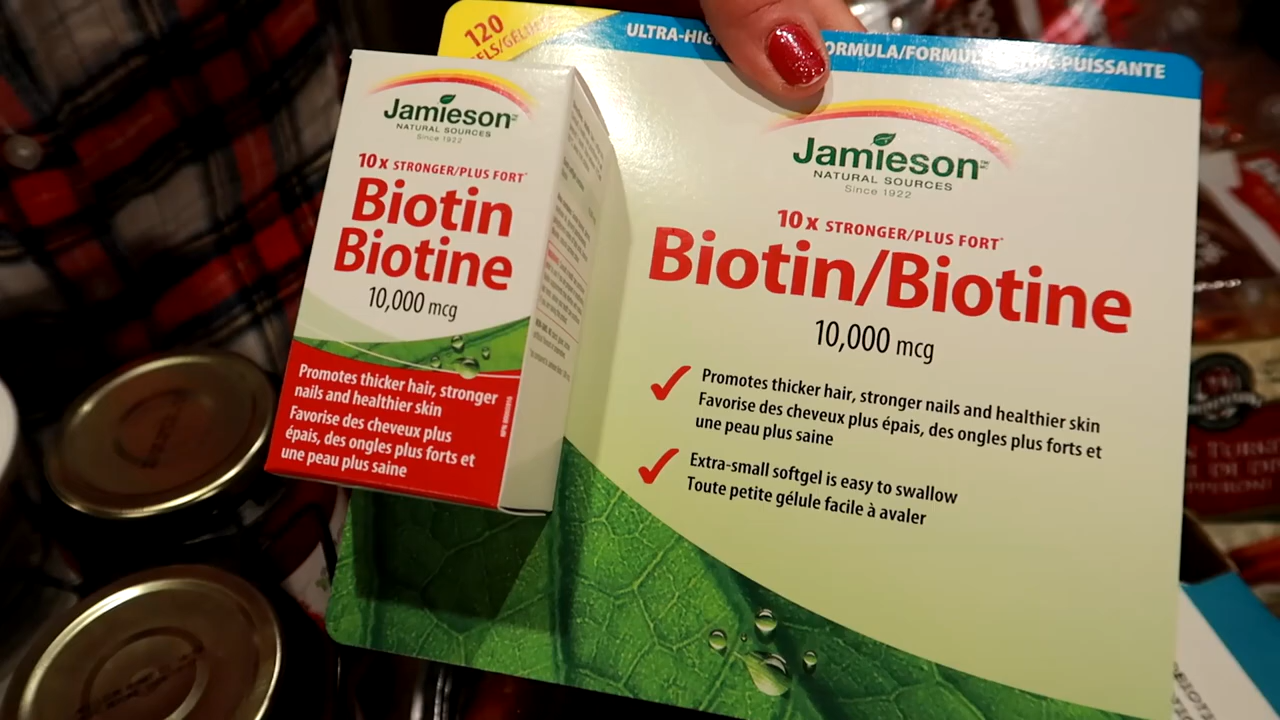 120
ULTRA-HIG
ORMULA/FORMUL
PUISSANTE
Jamieson
NATURAL SOURCES
Since 1922
10x STRONGER/PLUS FORT*
Biotin
Biotine
10,000 mcg
Promotes thicker hair, stronger
nails and healthier skin
Favorise des cheveux plus
épais, des ongles plus forts et
une peau plus saine
Jamieson
NATURAL SOURCES
Since 1922
10x STRONGER/PLUS FORT*
Biotin/Biotine
10,000 mcg
Promotes thicker hair, stronger nails and healthier skin
Favorise des cheveux plus épais, des ongles plus forts et
une peau plus saine
Extra-small softgel is easy to swallow
Toute petite gélule facile à avaler